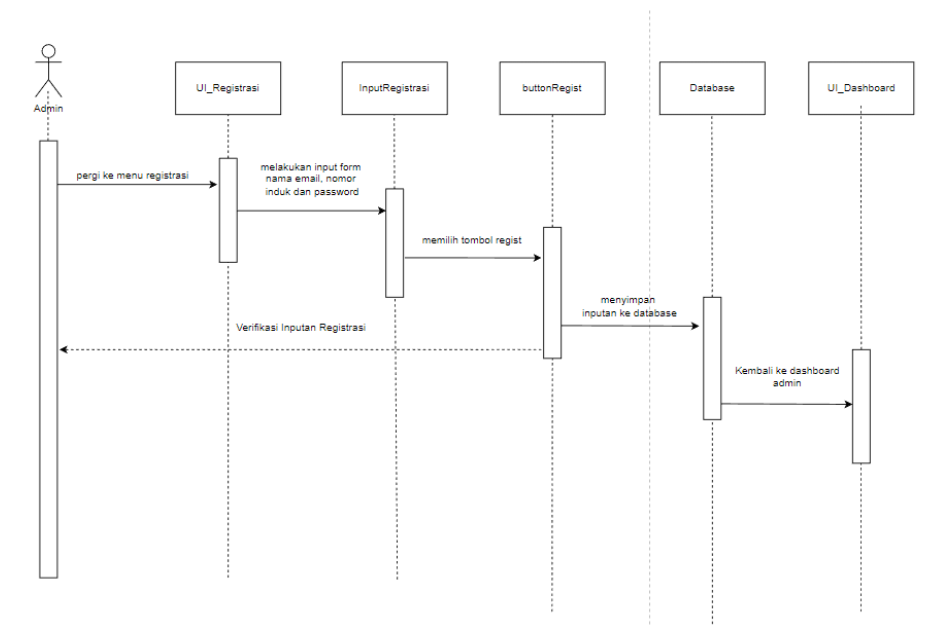 Admin
UI_Registrasi
InputRegistrasi
buttonRegist
Database
UI_Dashboard
pergi ke menu registrasi
melakukan input form
nama email, nomor
induk dan password
memilih tombol regist
menyimpan
inputan ke database
Verifikasi Inputan Registrasi
Kembali ke dashboard
admin